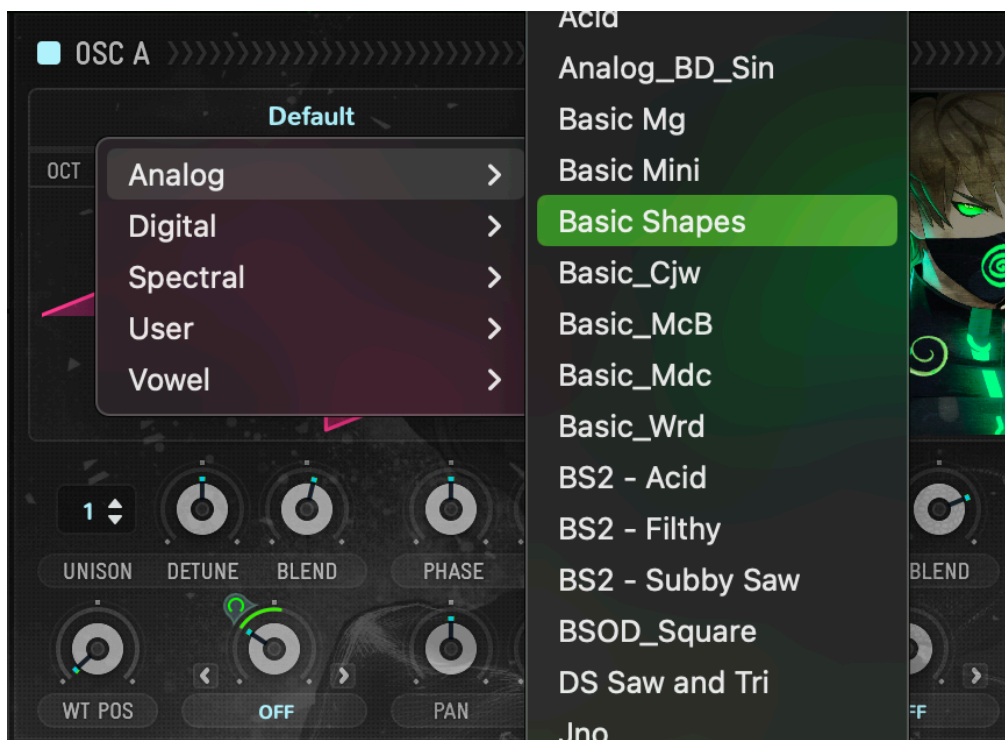 OSC A
Default
OCT
Analog
Digital
Spectral
User
Vowel
Acid
Analog_BD_Sin
Basic Mg
Basic Mini
Basic Shapes
Basic_Cjw
Basic_McB
Basic_Mdc
Basic_Wrd
BS2 - Acid
BS2 - Filthy
BS2 - Subby Saw
BSOD_Square
DS Saw and Tri
Jno
1
UNISON DETUNE BLEND PHASE
BLEND
WT POS OFF PAN